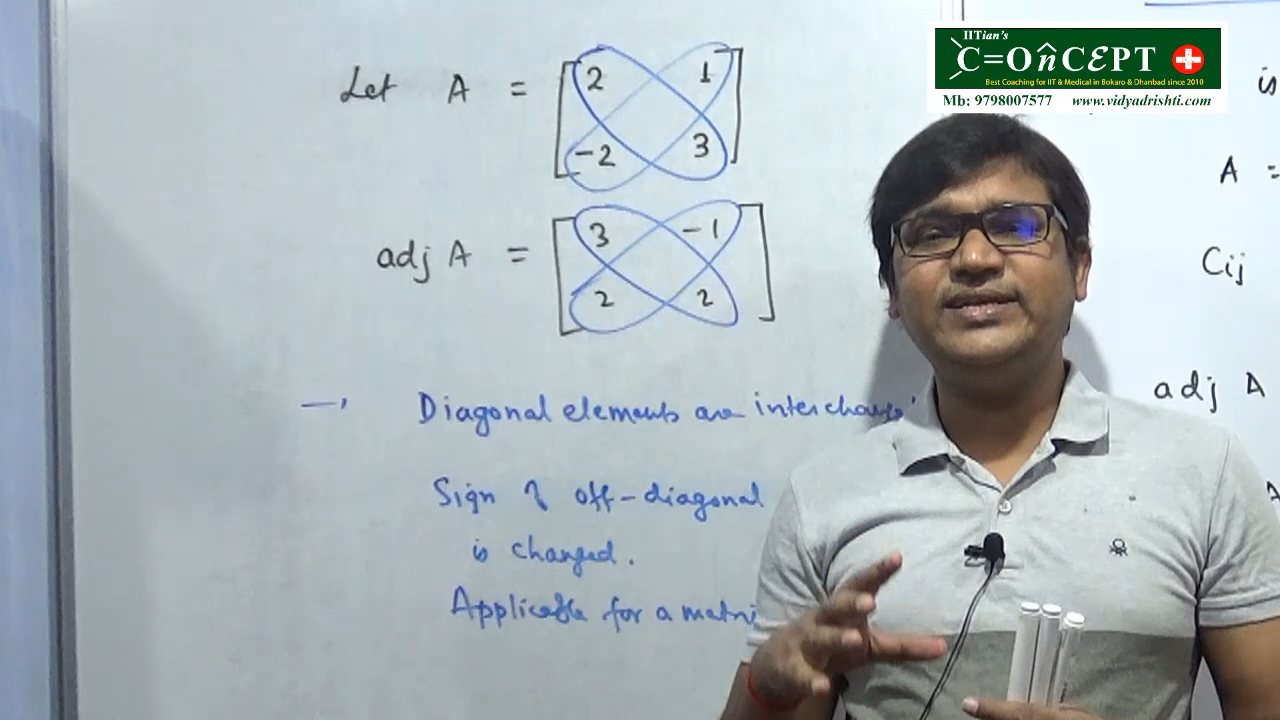 IITian's
C=OnCEPT
Best Coaching for IIT & Medical in Bokaro & Dhanbad since 2010
Mb: 9798007577 www.vidyadrishti.com
Let A = [2 1
-2 3]
adj A = [3 -1
2 2]
→ Diagonal elements are
Sign of off-diagonal
is changed.
Applicable for a
is
A =
Cij
adj A